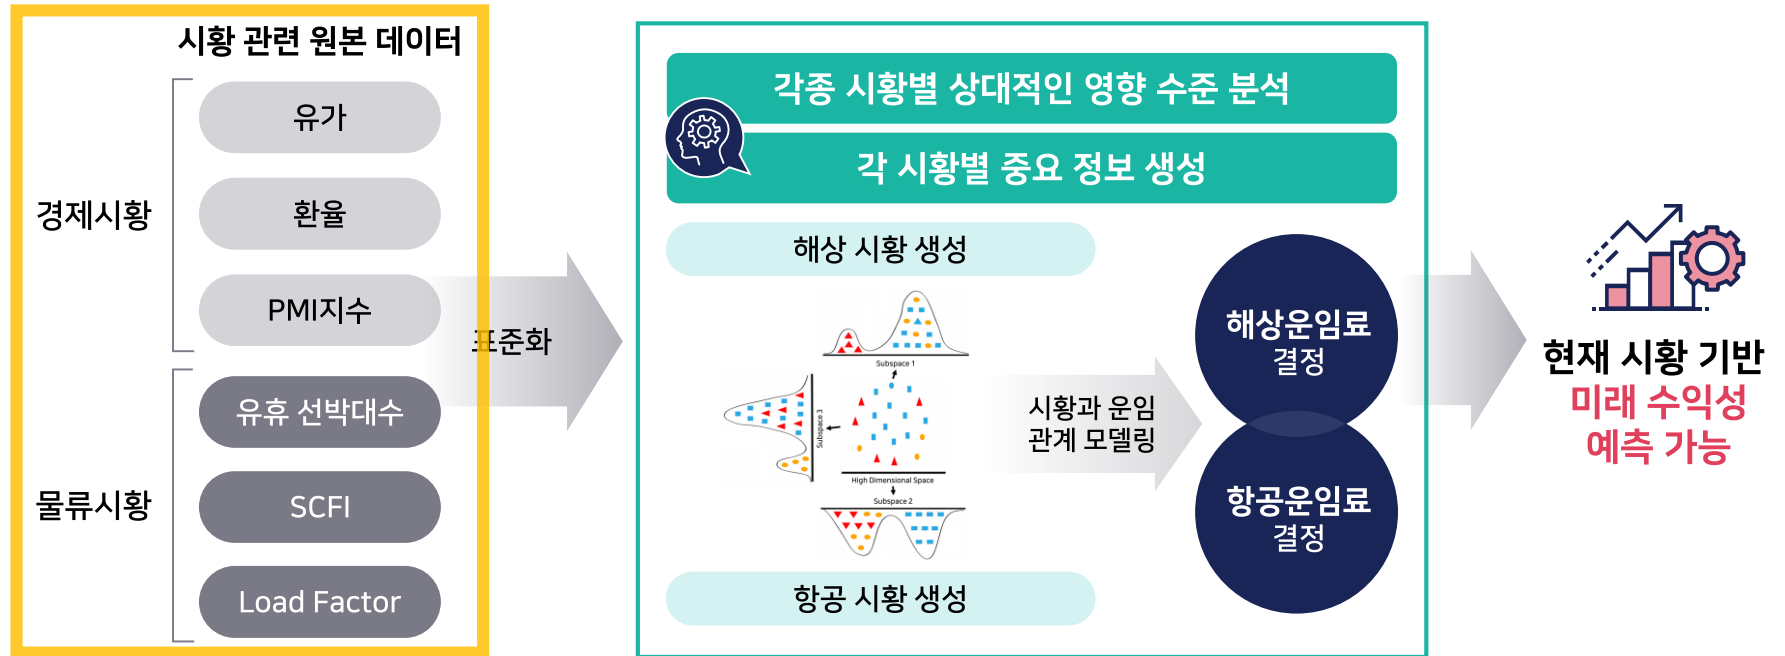 시황 관련 원본 데이터
경제시황
유가
환율
PMI지수
물류시황
유휴 선박대수
SCFI
Load Factor
표준화
각종 시황별 상대적인 영향 수준 분석
각 시황별 중요 정보 생성
해상 시황 생성
Subspace 1
Subspace 3
High Dimensional Space
Subspace 2
항공 시황 생성
시황과 운임
관계 모델링
해상운임료
결정
항공운임료
결정
현재 시황 기반
미래 수익성
예측 가능